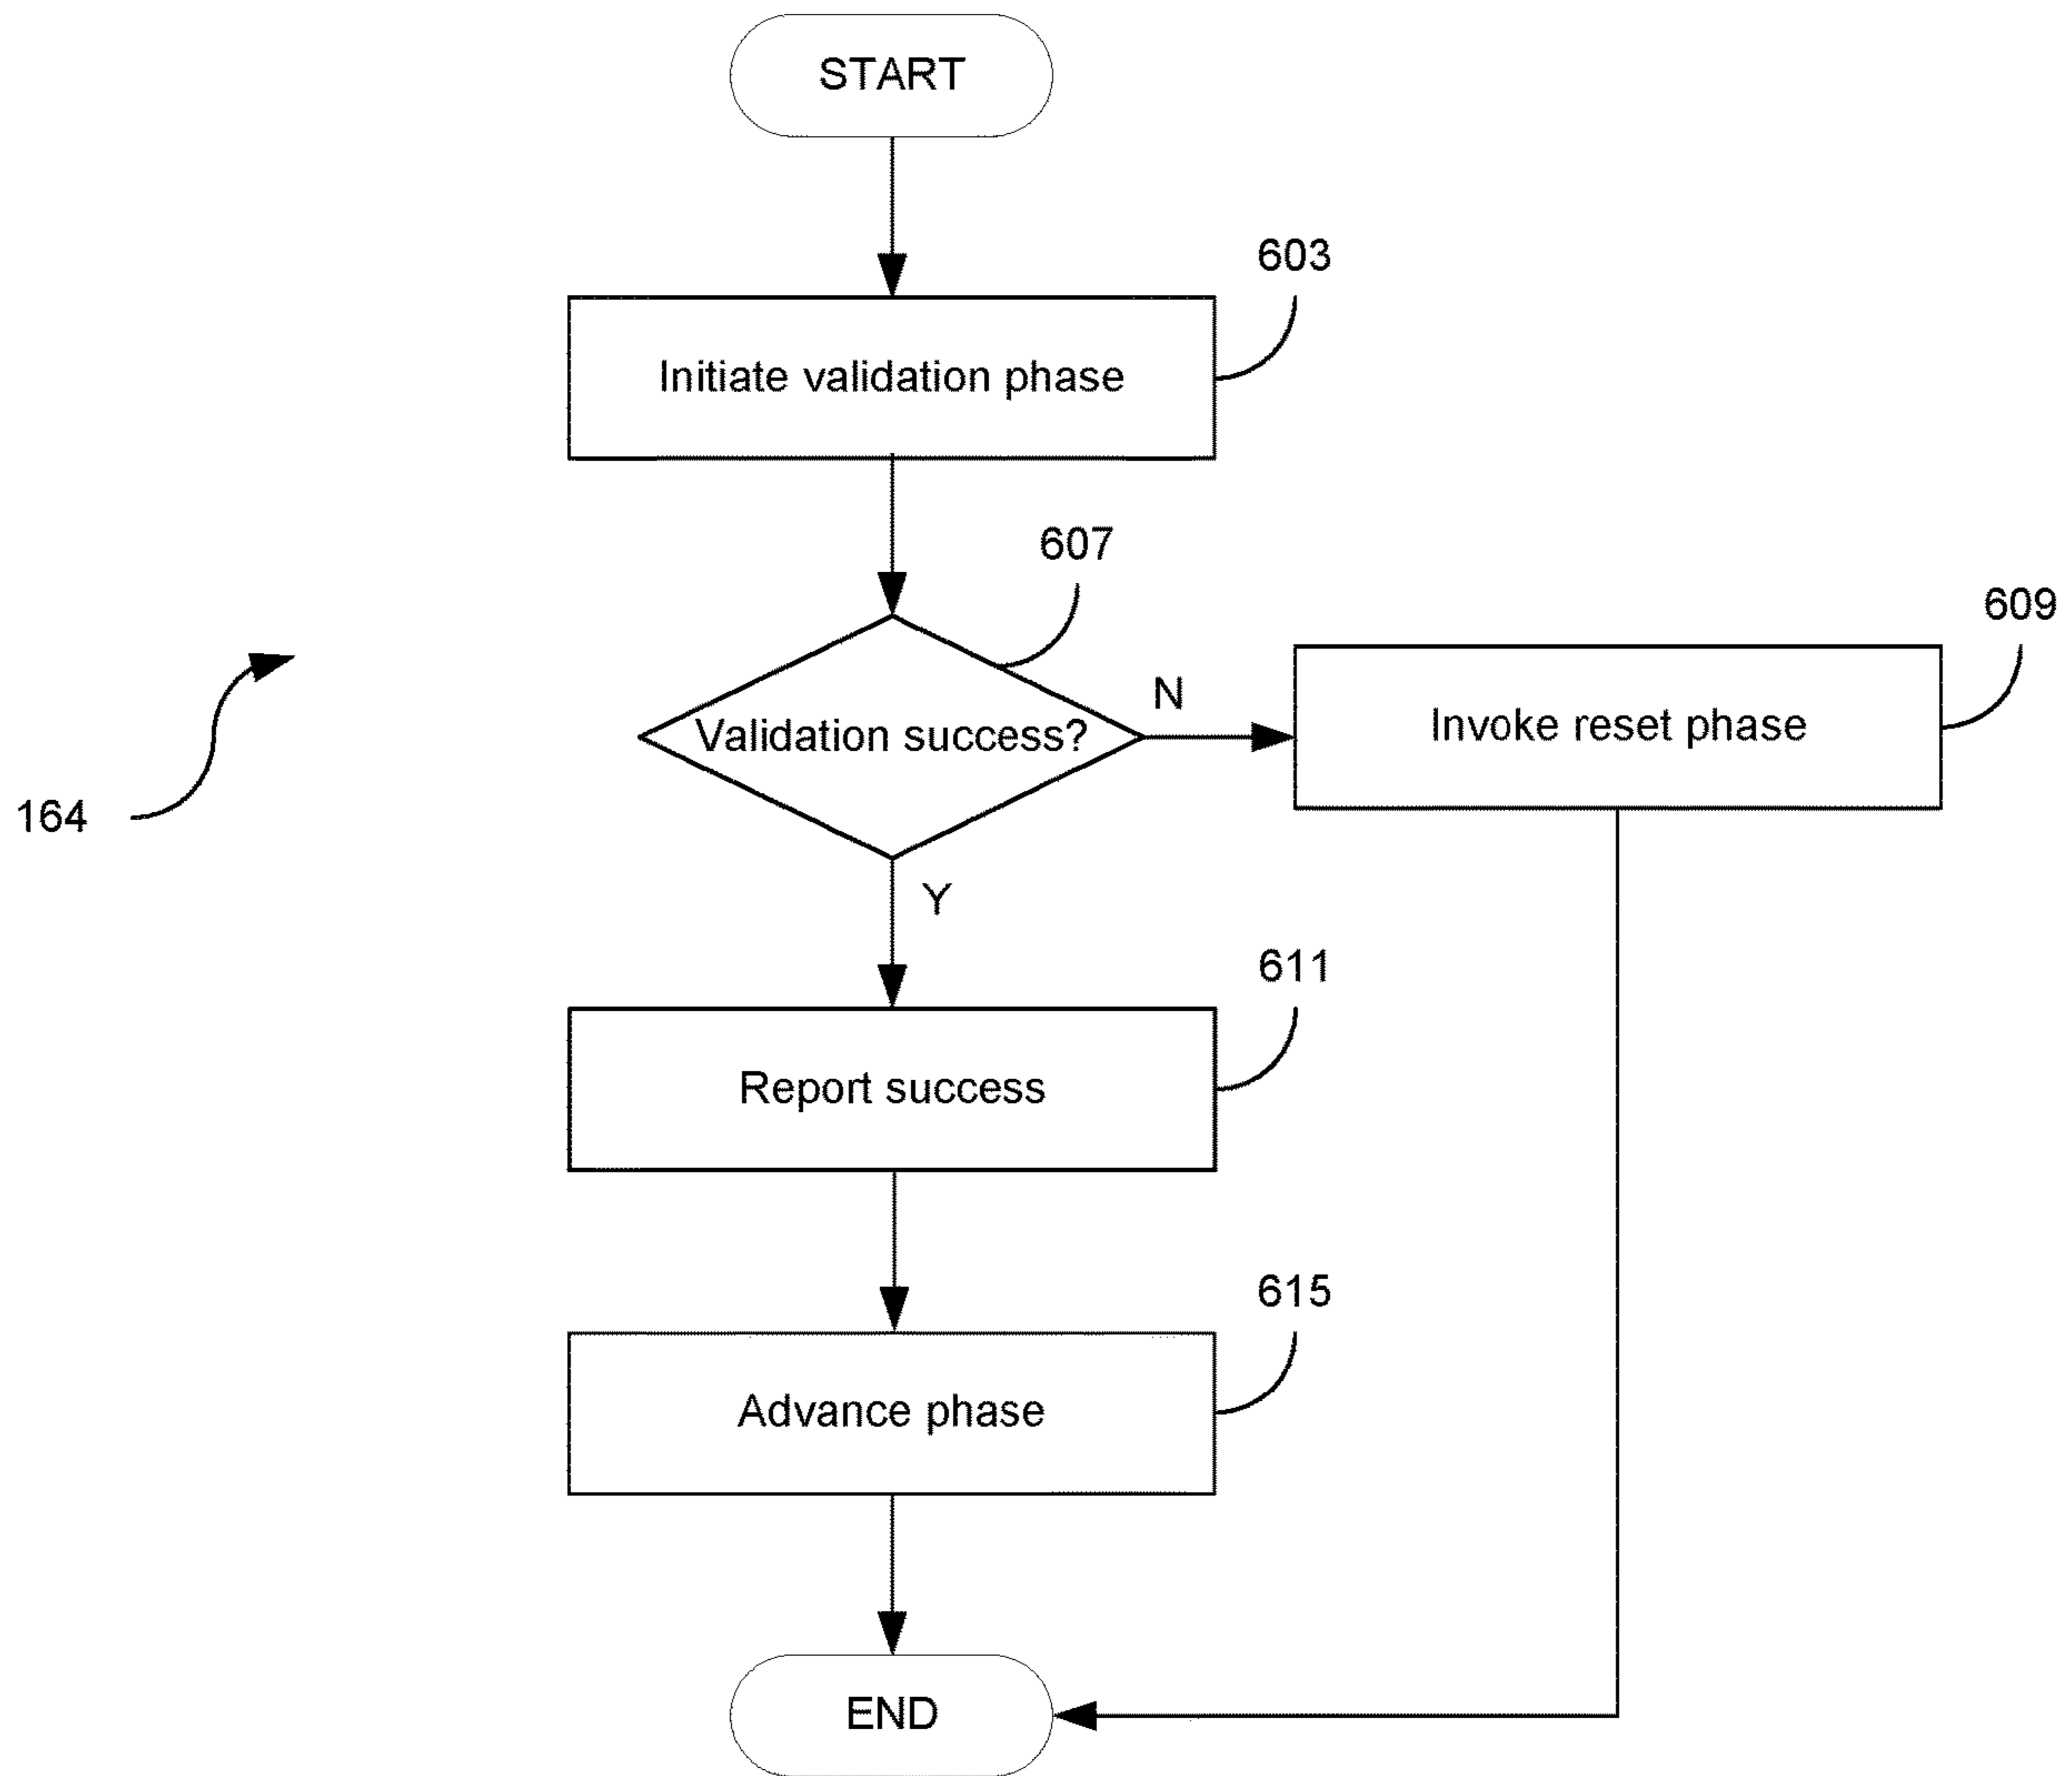 START
603
Initiate validation phase
607
609
N
Validation success?
Invoke reset phase
164
Y
611
Report success
615
Advance phase
END